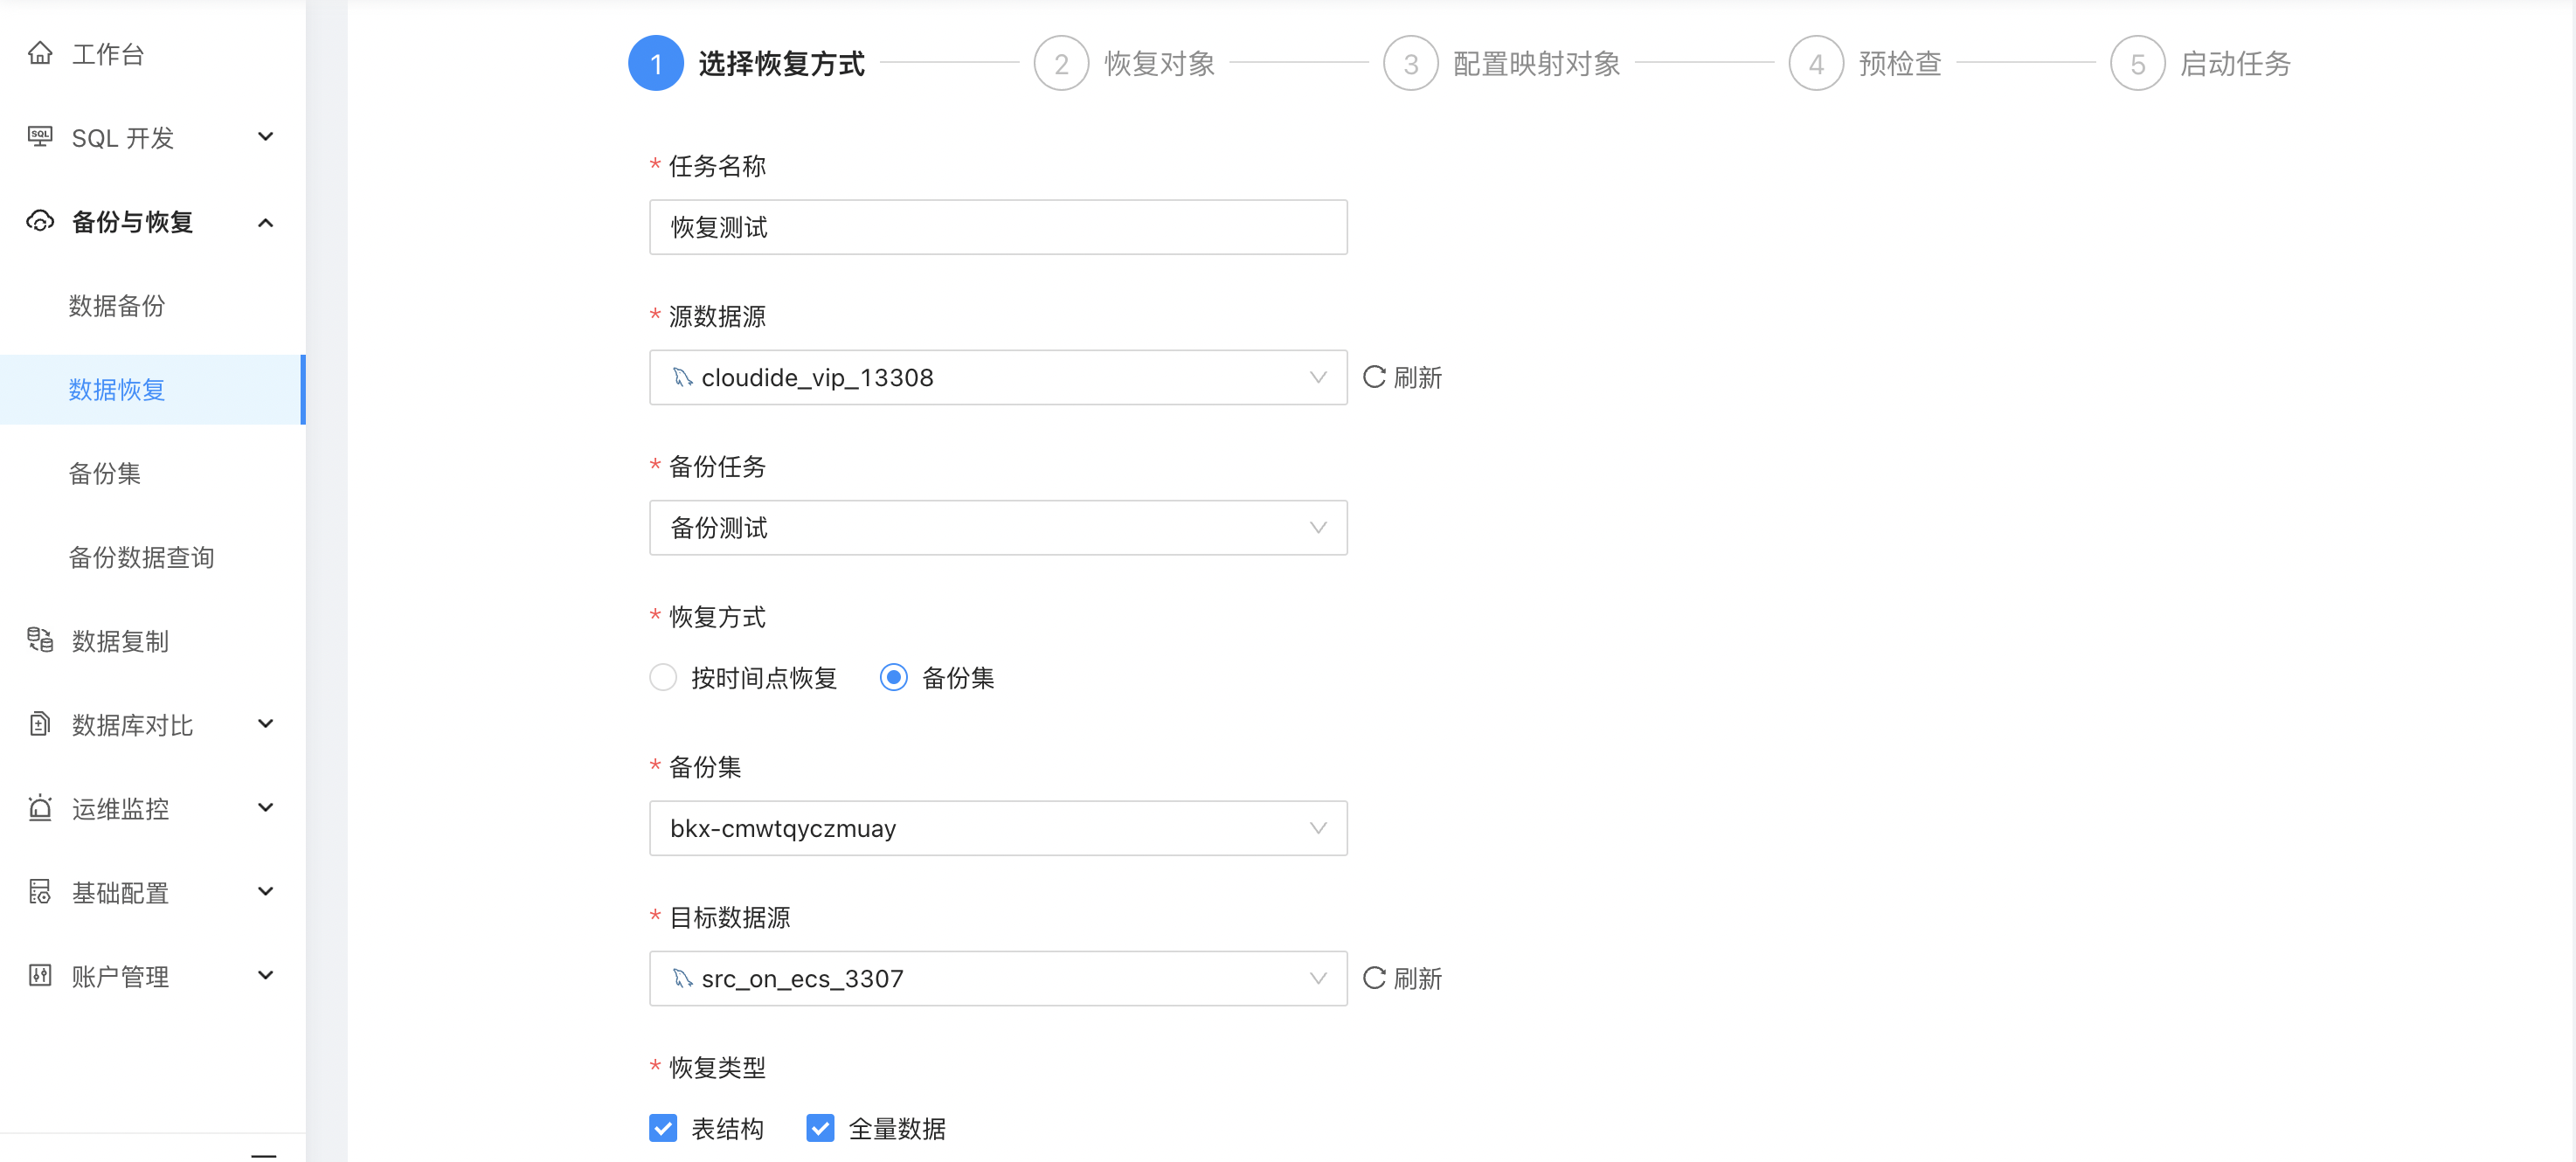 工作台
SQL 开发
备份与恢复
数据备份
数据恢复
备份集
备份数据查询
数据复制
数据库对比
运维监控
基础配置
账户管理
1 选择恢复方式 2 恢复对象 3 配置映射对象 4 预检查 5 启动任务
* 任务名称
恢复测试
* 源数据源
cloudide_vip_13308 刷新
* 备份任务
备份测试
* 恢复方式
按时间点恢复 备份集
* 备份集
bkx-cmwtqyczmuay
* 目标数据源
src_on_ecs_3307 刷新
* 恢复类型
表结构 全量数据